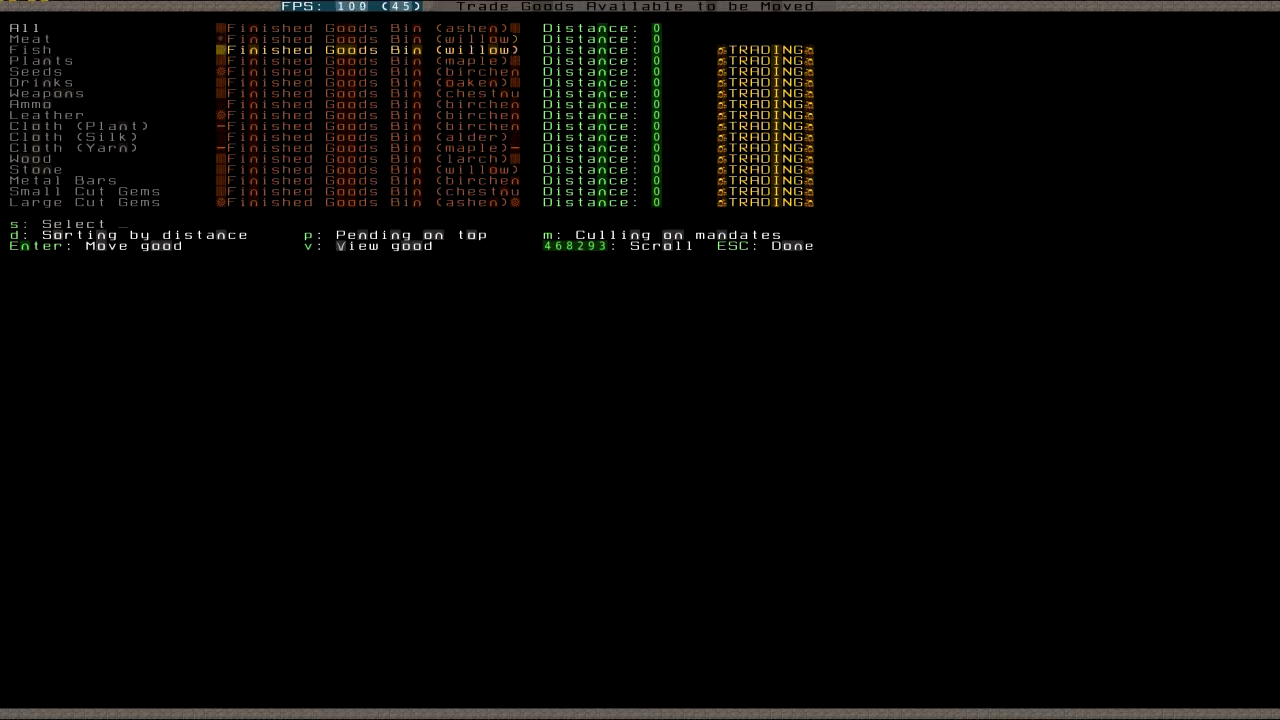 FPS: 100 (45) Trade Goods Available to be Moved
All Finished Goods Bin (ashen) Distance: 0
Meat Finished Goods Bin (willow) Distance: 0
Fish Finished Goods Bin (willow) Distance: 0 TRADING
Plants Finished Goods Bin (maple) Distance: 0 TRADING
Seeds Finished Goods Bin (birchen Distance: 0 TRADING
Drinks Finished Goods Bin (oaken) Distance: 0 TRADING
Weapons Finished Goods Bin (chestnu Distance: 0 TRADING
Ammo Finished Goods Bin (birchen Distance: 0 TRADING
Leather Finished Goods Bin (birchen Distance: 0 TRADING
Cloth (Plant) Finished Goods Bin (birchen Distance: 0 TRADING
Cloth (Silk) Finished Goods Bin (alder) Distance: 0 TRADING
Cloth (Yarn) Finished Goods Bin (maple) Distance: 0 TRADING
Wood Finished Goods Bin (larch) Distance: 0 TRADING
Stone Finished Goods Bin (willow) Distance: 0 TRADING
Metal Bars Finished Goods Bin (birchen Distance: 0 TRADING
Small Cut Gems Finished Goods Bin (chestnu Distance: 0 TRADING
Large Cut Gems Finished Goods Bin (ashen) Distance: 0 TRADING
s: Select _
d: Sorting by distance p: Pending on top m: Culling on mandates
Enter: Move good v: View good 468293: Scroll ESC: Done